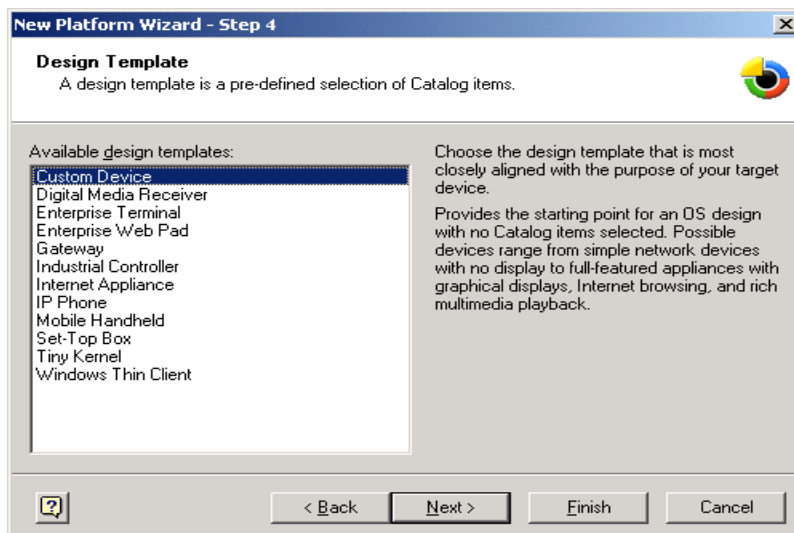 New Platform Wizard - Step 4
Design Template
A design template is a pre-defined selection of Catalog items.
Available design templates:
Custom Device
Digital Media Receiver
Enterprise Terminal
Enterprise Web Pad
Gateway
Industrial Controller
Internet Appliance
IP Phone
Mobile Handheld
Set-Top Box
Tiny Kernel
Windows Thin Client
Choose the design template that is most
closely aligned with the purpose of your target
device.
Provides the starting point for an OS design
with no Catalog items selected. Possible
devices range from simple network devices
with no display to full-featured appliances with
graphical displays, Internet browsing, and rich
multimedia playback.
?
< Back
Next >
Finish
Cancel